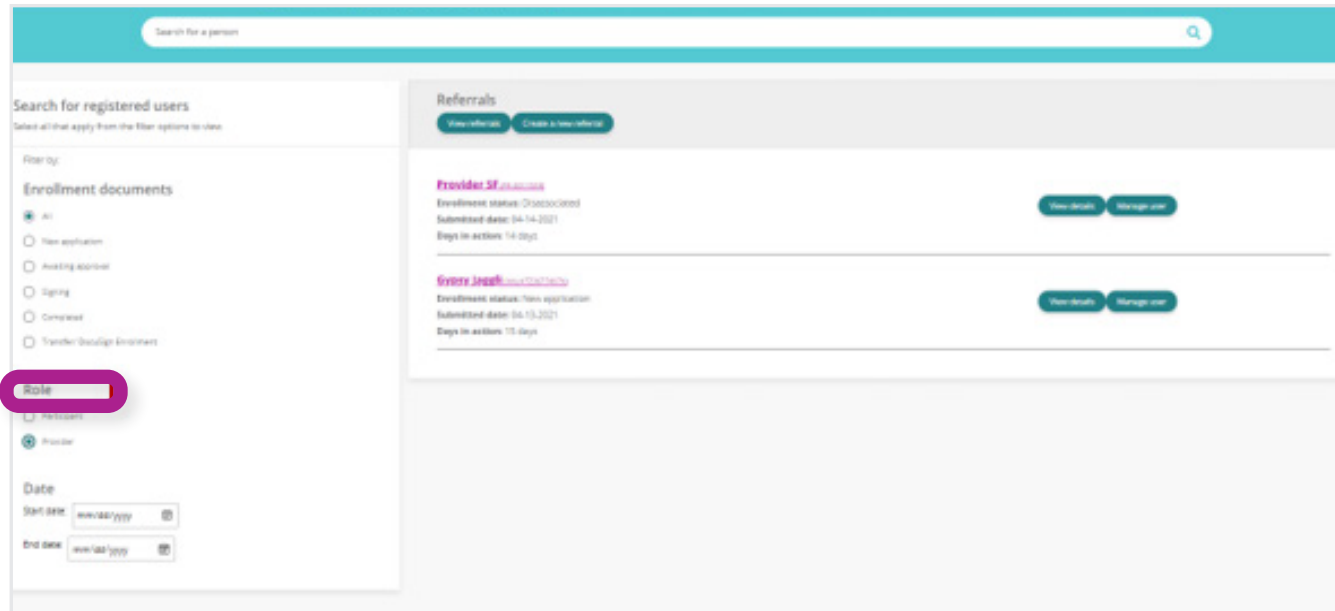 Search for a person
Search for registered users
Select all that apply from the filter options to view
Filter by:
Enrollment documents
All
New application
Awaiting approval
Signing
Completed
Transfer DocuSign Enrollment
Role
Participant
Provider
Date
Start date: mm/dd/yyyy
End date: mm/dd/yyyy
Referrals
View referrals Create a new referral
Provider SF
Enrollment status: Disassociated
Submitted date: 04-14-2021
Days in action: 14 days
View details Manage user
Gypsy Jaggli
Enrollment status: New application
Submitted date: 04-13-2021
Days in action: 15 days
View details Manage user